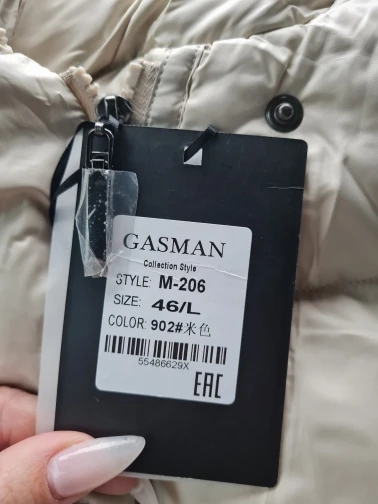 GASMAN
Collection Style
STYLE: M-206
SIZE: 46/L
COLOR: 902#米色
55486629X
EAC